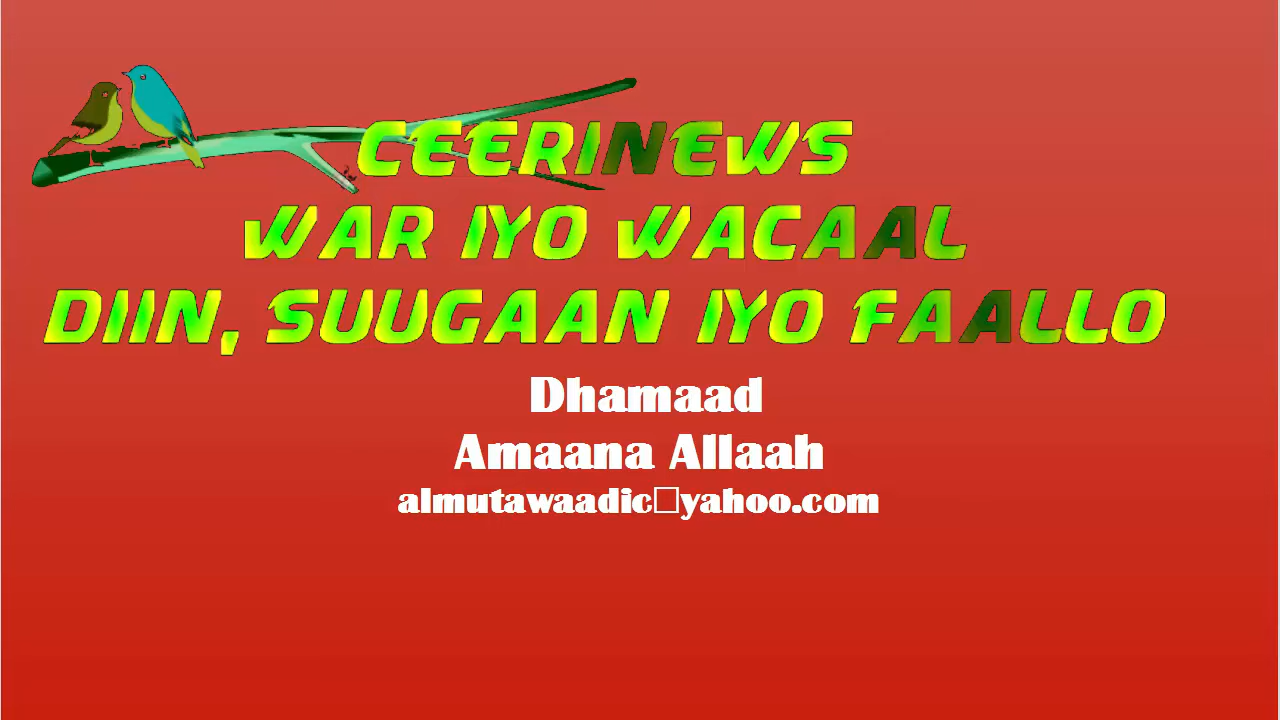 CEERINEWS
WAR IYO WACAAL
DIIN, SUUGAAN IYO FAALLO
Dhamaad
Amaana Allaah
almutawaadic□yahoo.com